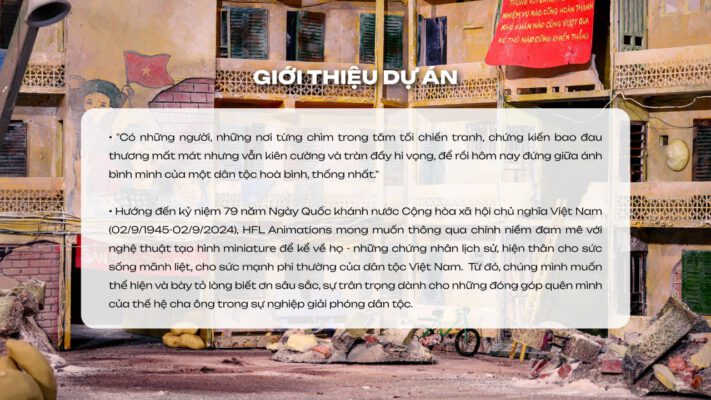 TRUNG VỚI ĐẢNG
NHIỆM VỤ NÀO CŨNG HOÀN THÀNH
KHÓ KHĂN NÀO CŨNG VƯỢT QUA
KẺ THÙ NÀO CŨNG CHIẾN THẮNG
GIỚI THIỆU DỰ ÁN
• "Có những người, những nơi từng chìm trong tăm tối chiến tranh, chứng kiến bao đau
thương mất mát nhưng vẫn kiên cường và tràn đầy hi vọng, để rồi hôm nay đứng giữa ánh
bình minh của một dân tộc hoà bình, thống nhất."
• Hướng đến kỷ niệm 79 năm Ngày Quốc khánh nước Cộng hòa xã hội chủ nghĩa Việt Nam
(02/9/1945-02/9/2024), HFL Animations mong muốn thông qua chính niềm đam mê với
nghệ thuật tạo hình miniature để kể về họ - những chứng nhân lịch sử, hiện thân cho sức
sống mãnh liệt, cho sức mạnh phi thường của dân tộc Việt Nam. Từ đó, chúng mình muốn
thể hiện và bày tỏ lòng biết ơn sâu sắc, sự trân trọng dành cho những đóng góp quên mình
của thế hệ cha ông trong sự nghiệp giải phóng dân tộc.